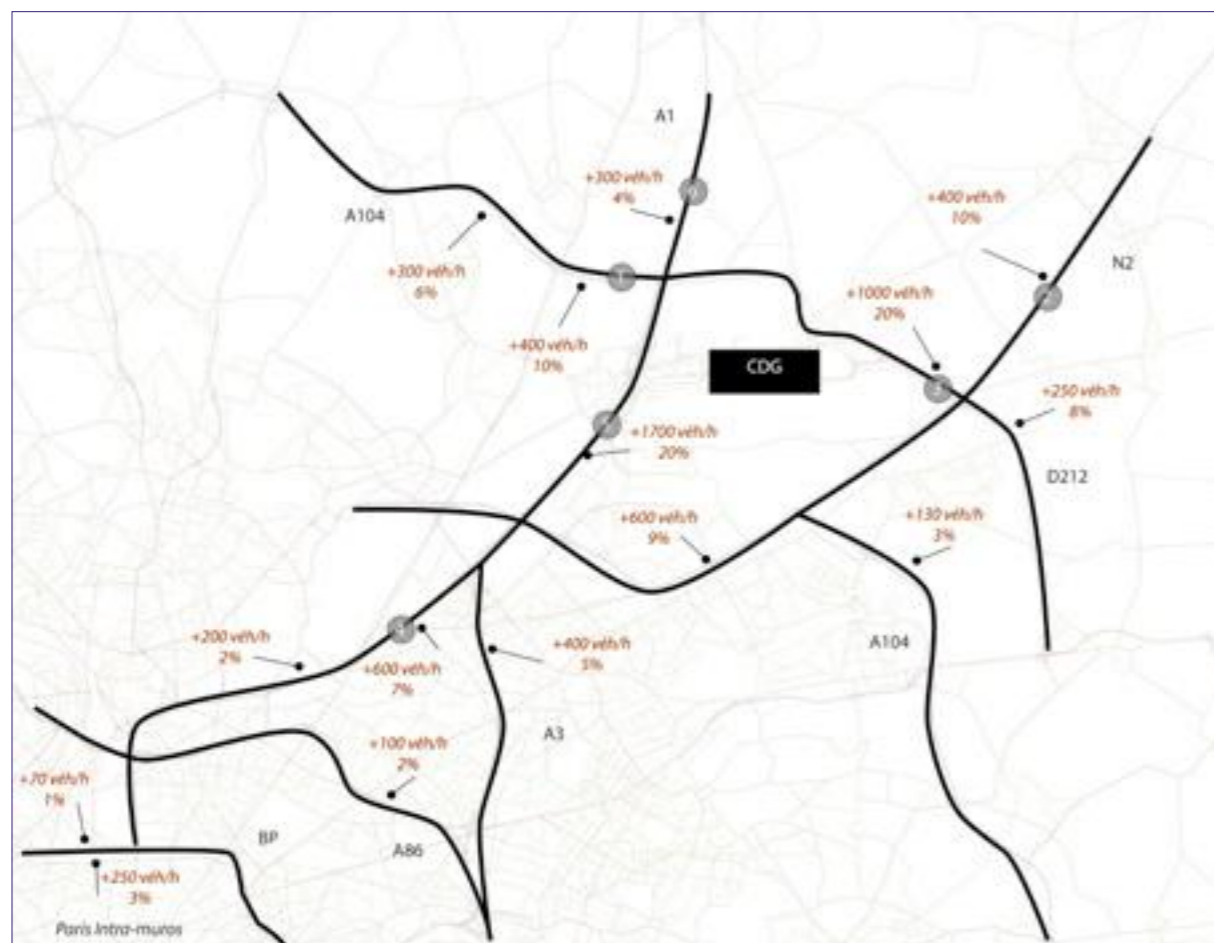 A1
+300 véh/h
4%
+400 véh/h
10%
A104
N2
+300 véh/h
6%
+1000 véh/h
20%
+400 véh/h
10%
CDG
+250 véh/h
8%
+1700 véh/h
20%
D212
+600 véh/h
9%
+130 véh/h
3%
+200 véh/h
2%
+400 véh/h
5%
A104
+600 véh/h
7%
A3
+100 véh/h
2%
+70 véh/h
1%
BP
A86
+250 véh/h
3%
Paris Intra-muros